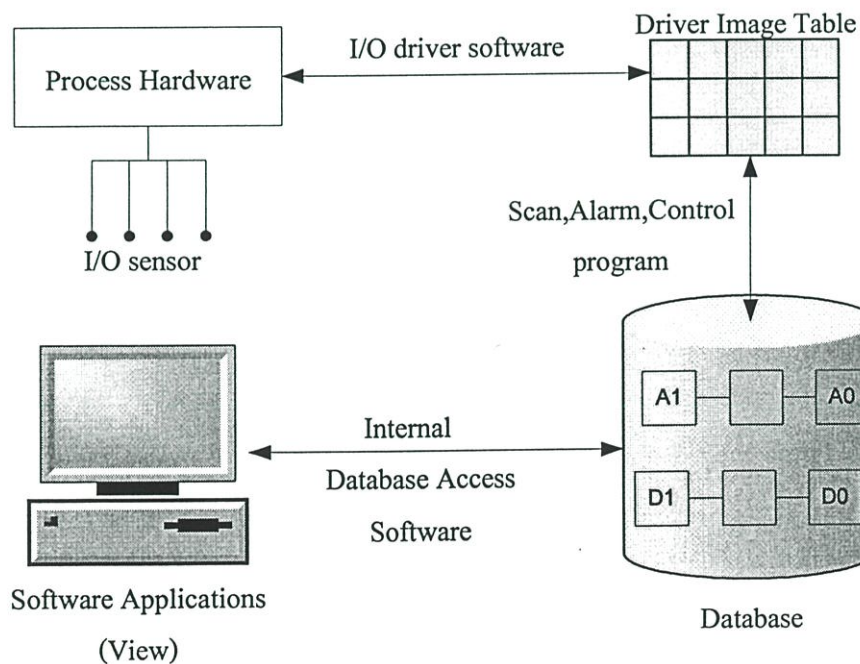 Driver Image Table
I/O driver software
Process Hardware
Scan,Alarm,Control
program
I/O sensor
A1
A0
Internal
Database Access
Software
D1
D0
Software Applications
(View)
Database